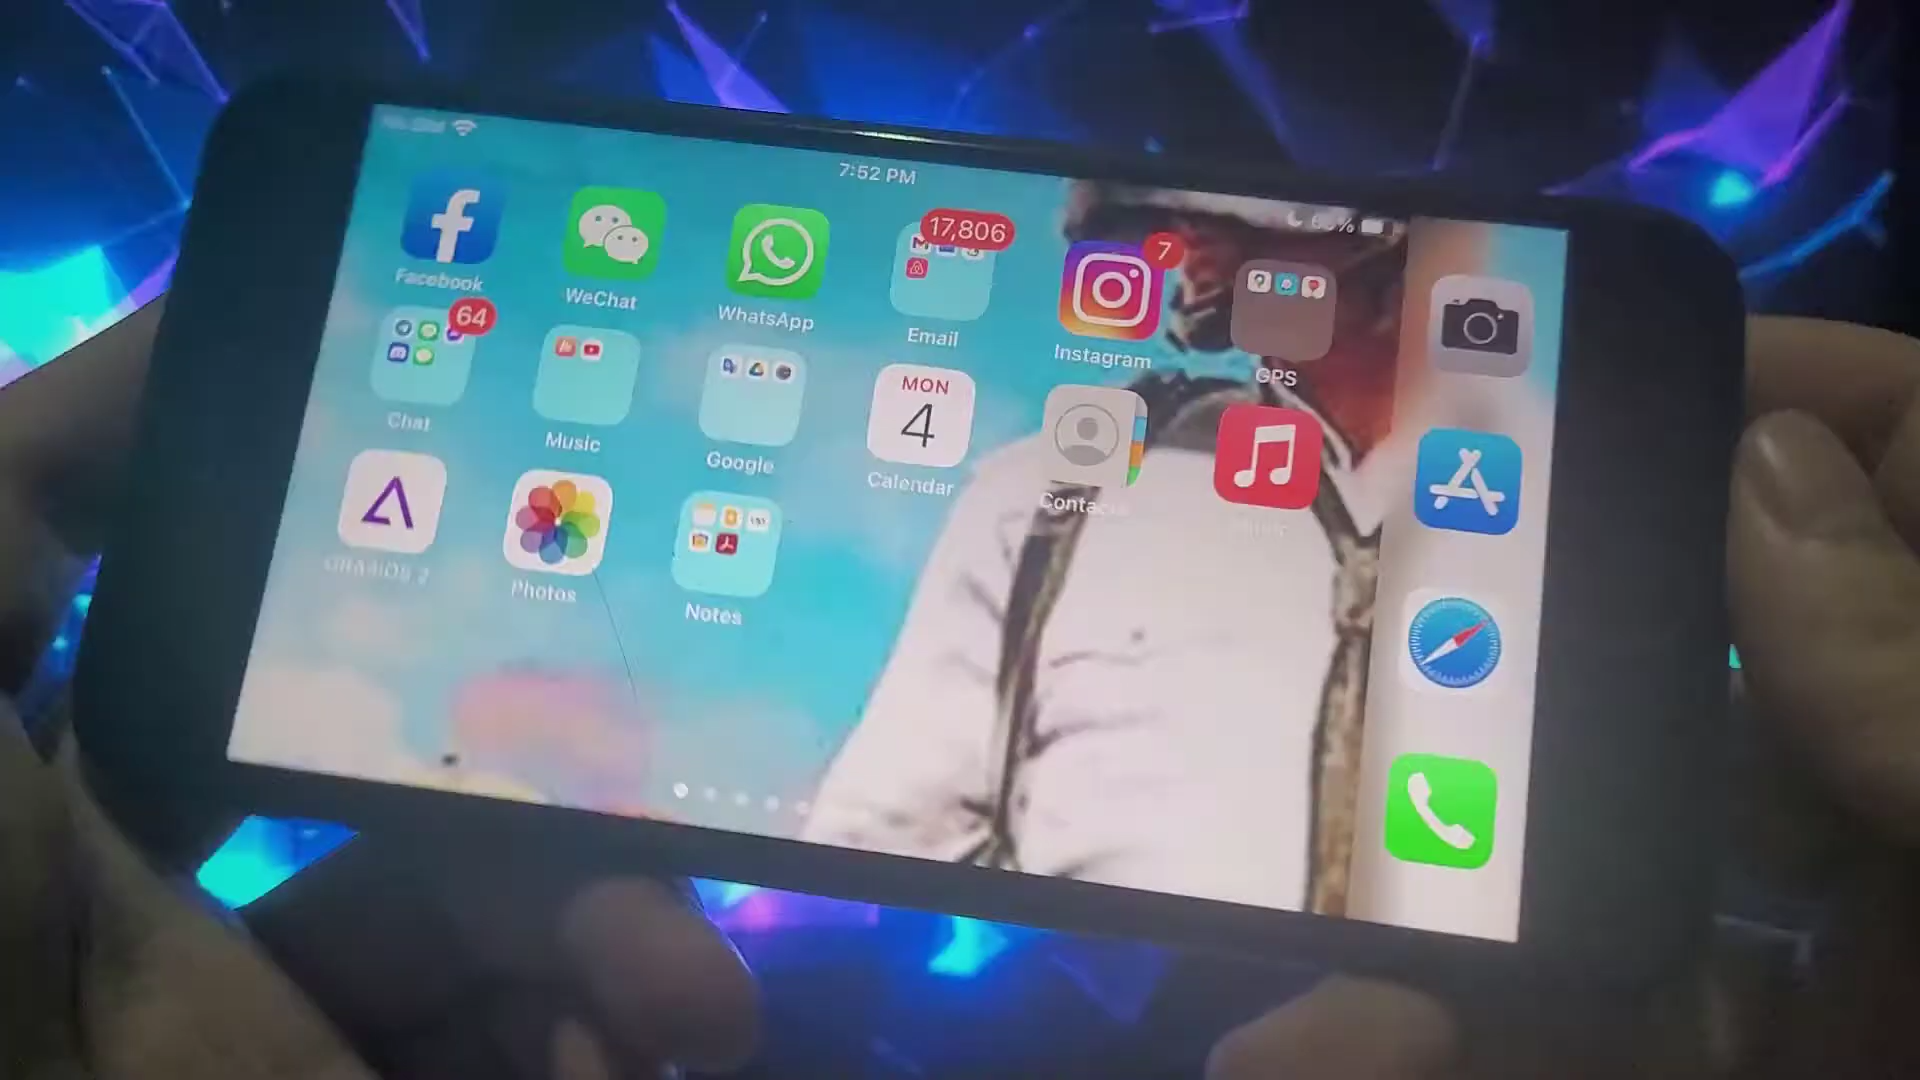 7:52 PM
Facebook
WeChat
WhatsApp
17,806
Email
7
Instagram
GPS
64
Chat
Music
Google
MON
4
Calendar
Photos
Notes